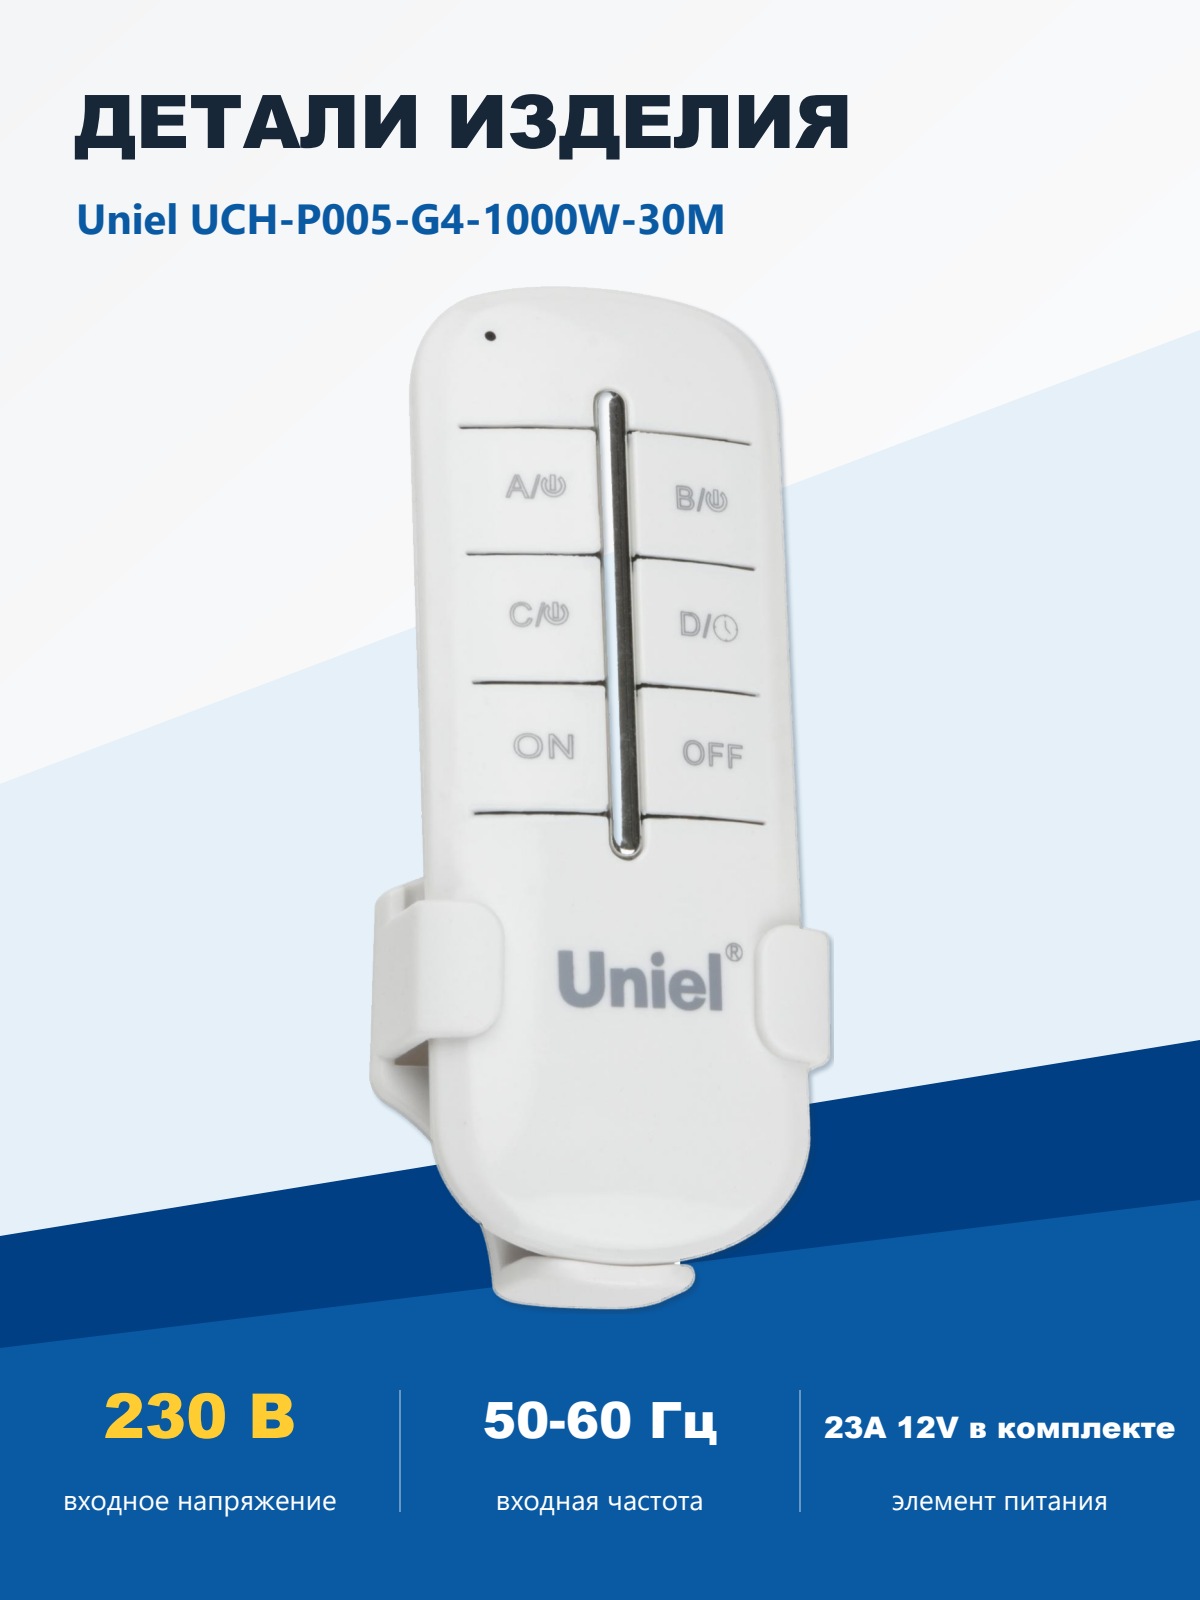 ДЕТАЛИ ИЗДЕЛИЯ
Uniel UCH-P005-G4-1000W-30M
A/⏻ B/⏻
C/⏻ D/🕓
ON OFF
Uniel®
230 В 50-60 Гц 23A 12V в комплекте
входное напряжение входная частота элемент питания